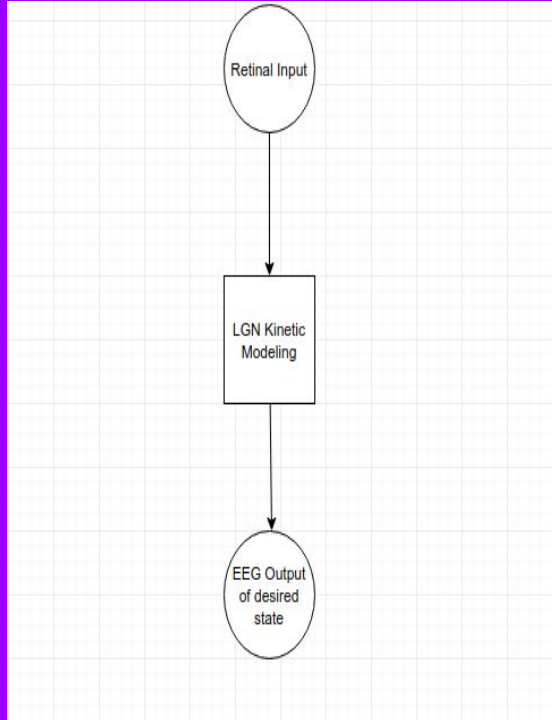 Retinal Input
LGN Kinetic
Modeling
EEG Output
of desired
state